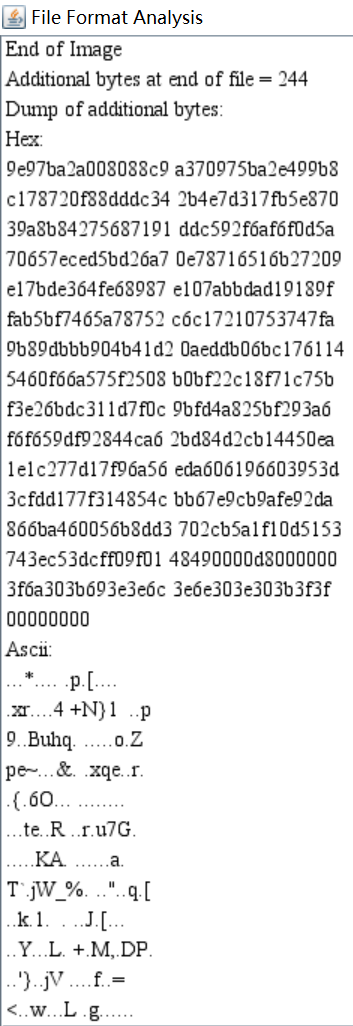 File Format Analysis
End of Image
Additional bytes at end of file = 244
Dump of additional bytes:
Hex:
9e97ba2a008088c9 a370975ba2e499b8
c178720f88dddc34 2b4e7d317fb5e870
39a8b84275687191 ddc592f6af6f0d5a
70657eced5bd26a7 0e78716516b27209
e17bde364fe68987 e107abbdad19189f
fab5bf7465a78752 c6c17210753747fa
9b89dbbb904b41d2 0aeddb06bc176114
5460f66a575f2508 b0bf22c18f71c75b
f3e26bdc311d7f0c 9bfd4a825bf293a6
f6f659df92844ca6 2bd84d2cb14450ea
1e1c277d17f96a56 eda606196603953d
3cfdd177f314854c bb67e9cb9afe92da
866ba460056b8dd3 702cb5a1f10d5153
743ec53dcff09f01 48490000d8000000
3f6a303b693e3e6c 3e6e303e303b3f3f
00000000
Ascii:
...*.... .p.[....
.xr....4 +N}1 ..p
9..Buhq. .....o.Z
pe~...&. .xqe..r.
.{.6O... ........
...te..R ..r.u7G.
.....KA. ......a.
T`.jW_%. .."..q.[
..k.1. . ..J.[...
..Y...L. +.M,.DP.
..'}..jV ....f..=
<..w...L .g......